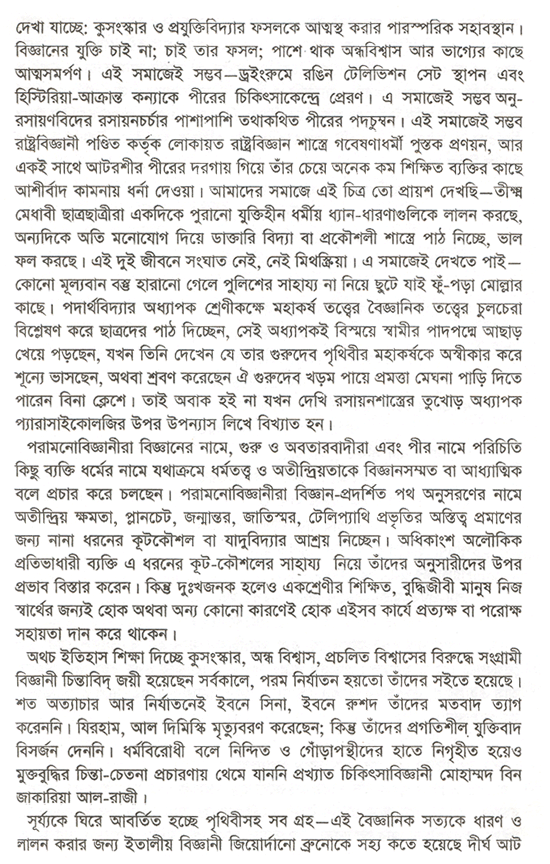 দেখা যাচ্ছে: কুসংস্কার ও প্রযুক্তিবিদ্যার ফসলকে আত্মস্থ করার পারস্পরিক সহাবস্থান।
বিজ্ঞানের যুক্তি চাই না; চাই তার ফসল; পাশে থাক অন্ধবিশ্বাস আর ভাগ্যের কাছে
আত্মসমর্পণ। এই সমাজেই সম্ভব—ড্রইংরুমে রঙিন টেলিভিশন সেট স্থাপন এবং
হিস্টিরিয়া-আক্রান্ত কন্যাকে পীরের চিকিৎসাকেন্দ্রে প্রেরণ। এ সমাজেই সম্ভব অনু-
রসায়ণবিদের রসায়নচর্চার পাশাপাশি তথাকথিত পীরের পদচুম্বন। এই সমাজেই সম্ভব
রাষ্ট্রবিজ্ঞানী পণ্ডিত কর্তৃক লোকায়ত রাষ্ট্রবিজ্ঞান শাস্ত্রে গবেষণাধর্মী পুস্তক প্রণয়ন, আর
একই সাথে আটরশীর পীরের দরগায় গিয়ে তাঁর চেয়ে অনেক কম শিক্ষিত ব্যক্তির কাছে
আশীর্বাদ কামনায় ধর্না দেওয়া। আমাদের সমাজে এই চিত্র তো প্রায়শ দেখছি—তীক্ষ্ম
মেধাবী ছাত্রছাত্রীরা একদিকে পুরানো যুক্তিহীন ধর্মীয় ধ্যান-ধারণাগুলিকে লালন করছে,
অন্যদিকে অতি মনোযোগ দিয়ে ডাক্তারি বিদ্যা বা প্রকৌশলী শাস্ত্রে পাঠ নিচ্ছে, ভাল
ফল করছে। এই দুই জীবনে সংঘাত নেই, নেই মিথস্ক্রিয়া। এ সমাজেই দেখতে পাই—
কোনো মূল্যবান বস্তু হারানো গেলে পুলিশের সাহায্য না নিয়ে ছুটে যাই ফুঁ-পড়া মোল্লার
কাছে। পদার্থবিদ্যার অধ্যাপক শ্রেণীকক্ষে মহাকর্ষ তত্ত্বের বৈজ্ঞানিক তত্ত্বের চুলচেরা
বিশ্লেষণ করে ছাত্রদের পাঠ দিচ্ছেন, সেই অধ্যাপকই বিস্ময়ে স্বামীর পাদপদ্মে আছাড়
খেয়ে পড়ছেন, যখন তিনি দেখেন যে তার গুরুদেব পৃথিবীর মহাকর্ষকে অস্বীকার করে
শূন্যে ভাসছেন, অথবা শ্রবণ করেছেন ঐ গুরুদেব খড়ম পায়ে প্রমত্তা মেঘনা পাড়ি দিতে
পারেন বিনা ক্লেশে। তাই অবাক হই না যখন দেখি রসায়নশাস্ত্রের তুখোড় অধ্যাপক
প্যারাসাইকোলজির উপর উপন্যাস লিখে বিখ্যাত হন।
পরামনোবিজ্ঞানীরা বিজ্ঞানের নামে, গুরু ও অবতারবাদীরা এবং পীর নামে পরিচিতি
কিছু ব্যক্তি ধর্মের নামে যথাক্রমে ধর্মতত্ত্ব ও অতীন্দ্রিয়তাকে বিজ্ঞানসম্মত বা আধ্যাত্মিক
বলে প্রচার করে চলছেন। পরামনোবিজ্ঞানীরা বিজ্ঞান-প্রদর্শিত পথ অনুসরণের নামে
অতীন্দ্রিয় ক্ষমতা, প্লানচেট, জন্মান্তর, জাতিস্মর, টেলিপ্যাথি প্রভৃতির অস্তিত্ব প্রমাণের
জন্য নানা ধরনের কূটকৌশল বা যাদুবিদ্যার আশ্রয় নিচ্ছেন। অধিকাংশ অলৌকিক
প্রতিভাধারী ব্যক্তি এ ধরনের কূট-কৌশলের সাহায্য নিয়ে তাঁদের অনুসারীদের উপর
প্রভাব বিস্তার করেন। কিন্তু দুঃখজনক হলেও একশ্রেণীর শিক্ষিত, বুদ্ধিজীবী মানুষ নিজ
স্বার্থের জন্যই হোক অথবা অন্য কোনো কারণেই হোক এইসব কার্যে প্রত্যক্ষ বা পরোক্ষ
সহায়তা দান করে থাকেন।
অথচ ইতিহাস শিক্ষা দিচ্ছে কুসংস্কার, অন্ধ বিশ্বাস, প্রচলিত বিশ্বাসের বিরুদ্ধে সংগ্রামী
বিজ্ঞানী চিন্তাবিদ্ জয়ী হয়েছেন সর্বকালে, পরম নির্যাতন হয়তো তাঁদের সইতে হয়েছে।
শত অত্যাচার আর নির্যাতনেই ইবনে সিনা, ইবনে রুশদ তাঁদের মতবাদ ত্যাগ
করেননি। যিরহাম, আল দিমিস্কি মৃত্যুবরণ করেছেন; কিন্তু তাঁদের প্রগতিশীল যুক্তিবাদ
বিসর্জন দেননি। ধর্মবিরোধী বলে নিন্দিত ও গোঁড়াপন্থীদের হাতে নিগৃহীত হয়েও
মুক্তবুদ্ধির চিন্তা-চেতনা প্রচারণায় থেমে যাননি প্রখ্যাত চিকিৎসাবিজ্ঞানী মোহাম্মদ বিন
জাকারিয়া আল-রাজী।
সূর্য্যকে ঘিরে আবর্তিত হচ্ছে পৃথিবীসহ সব গ্রহ—এই বৈজ্ঞানিক সত্যকে ধারণ ও
লালন করার জন্য ইতালীয় বিজ্ঞানী জিয়োর্দানো ব্রুনোকে সহ্য কতে হয়েছে দীর্ঘ আট